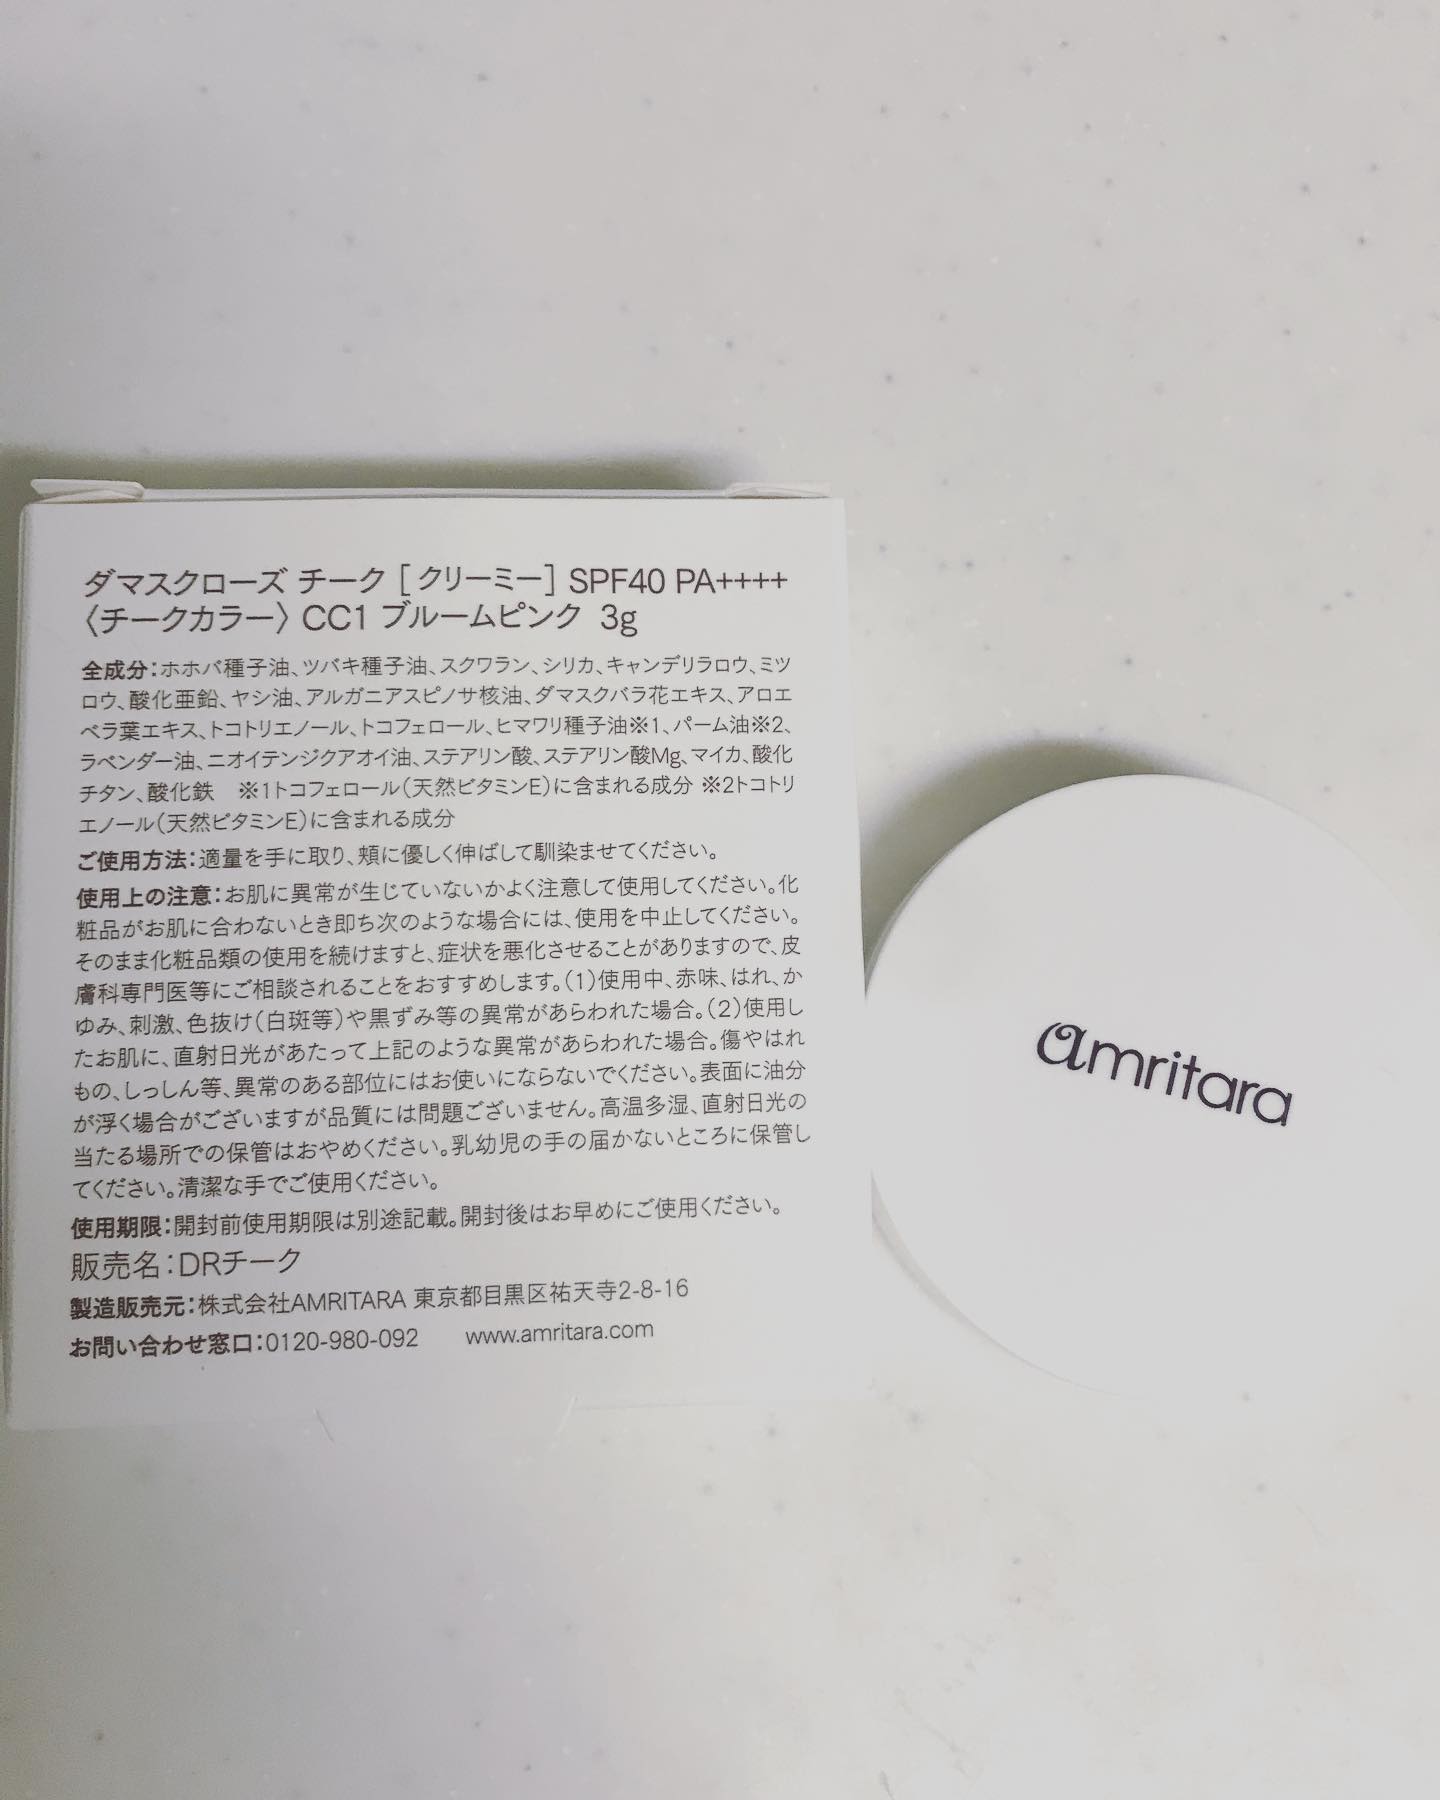 ダマスクローズ チーク [クリーミー] SPF40 PA++++
〈チークカラー〉 CC1 ブルームピンク 3g
全成分：ホホバ種子油、ツバキ種子油、スクワラン、シリカ、キャンデリラロウ、ミツ
ロウ、酸化亜鉛、ヤシ油、アルガニアスピノサ核油、ダマスクバラ花エキス、アロエ
ベラ葉エキス、トコトリエノール、トコフェロール、ヒマワリ種子油※1、パーム油※2、
ラベンダー油、ニオイテンジクアオイ油、ステアリン酸、ステアリン酸Mg、マイカ、酸化
チタン、酸化鉄　※1トコフェロール（天然ビタミンE）に含まれる成分 ※2トコトリ
エノール（天然ビタミンE）に含まれる成分
ご使用方法：適量を手に取り、頬に優しく伸ばして馴染ませてください。
使用上の注意：お肌に異常が生じていないかよく注意して使用してください。化
粧品がお肌に合わないとき即ち次のような場合には、使用を中止してください。
そのまま化粧品類の使用を続けますと、症状を悪化させることがありますので、皮
膚科専門医等にご相談されることをおすすめします。（1）使用中、赤味、はれ、か
ゆみ、刺激、色抜け（白斑等）や黒ずみ等の異常があらわれた場合。（2）使用し
たお肌に、直射日光があたって上記のような異常があらわれた場合。傷やはれ
もの、しっしん等、異常のある部位にはお使いにならないでください。表面に油分
が浮く場合がございますが品質には問題ございません。高温多湿、直射日光の
当たる場所での保管はおやめください。乳幼児の手の届かないところに保管し
てください。清潔な手でご使用ください。
使用期限：開封前使用期限は別途記載。開封後はお早めにご使用ください。
販売名：DRチーク
製造販売元：株式会社AMRITARA 東京都目黒区祐天寺2-8-16
お問い合わせ窓口：0120-980-092　www.amritara.com
amritara